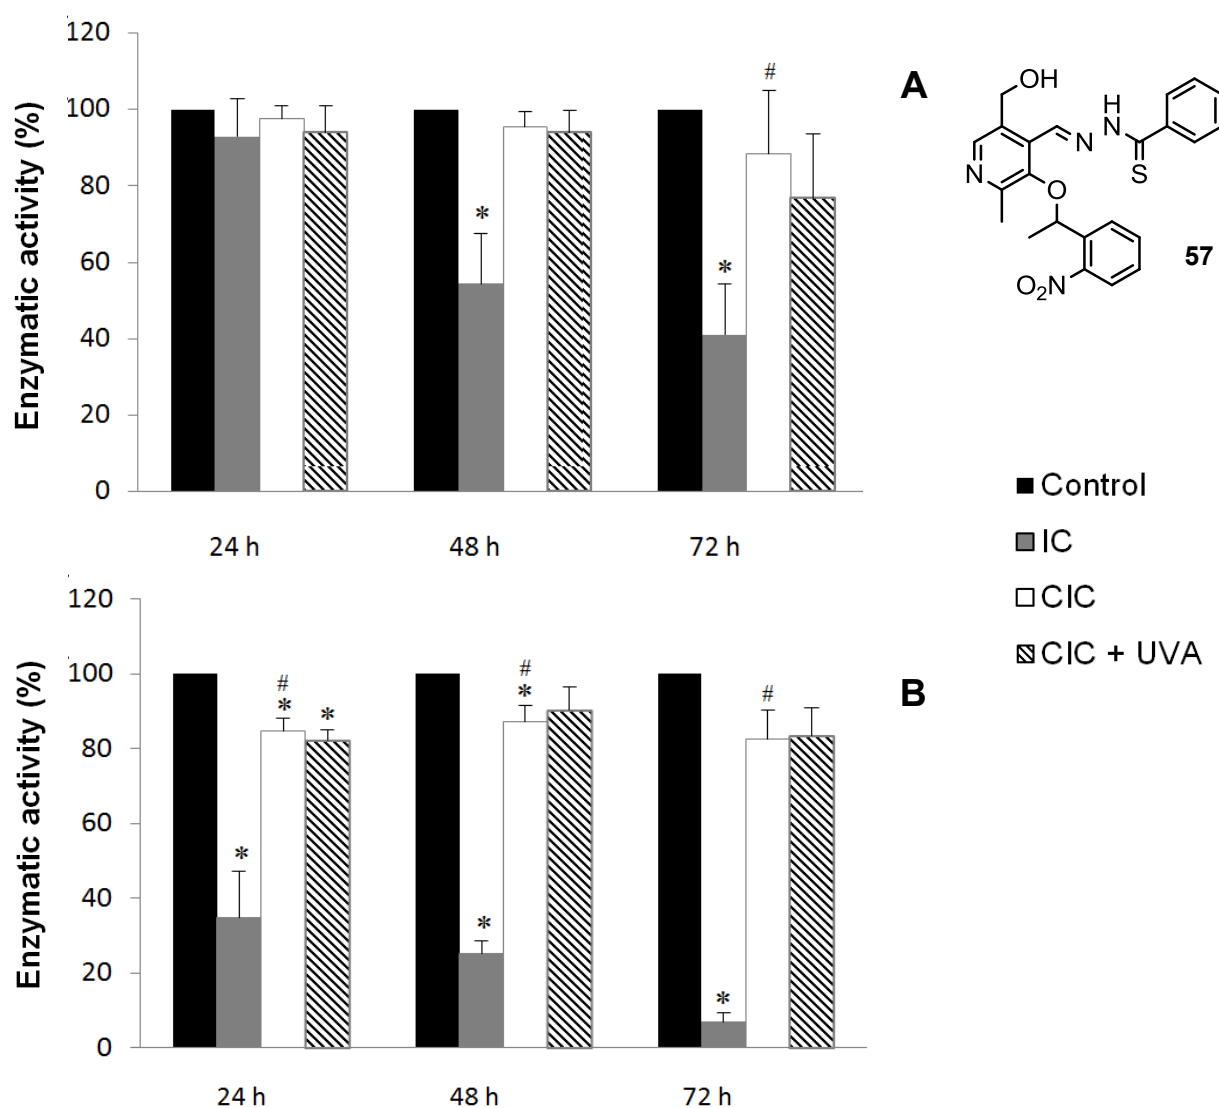 120
100
80
60
40
20
0
Enzymatic activity (%)
*
*
#
24 h
48 h
72 h
A
OH
H
N
N
S
N
O
O2N
57
Control
IC
CIC
CIC + UVA
120
100
80
60
40
20
0
Enzymatic activity (%)
*
#
*
*
*
#
*
*
#
24 h
48 h
72 h
B